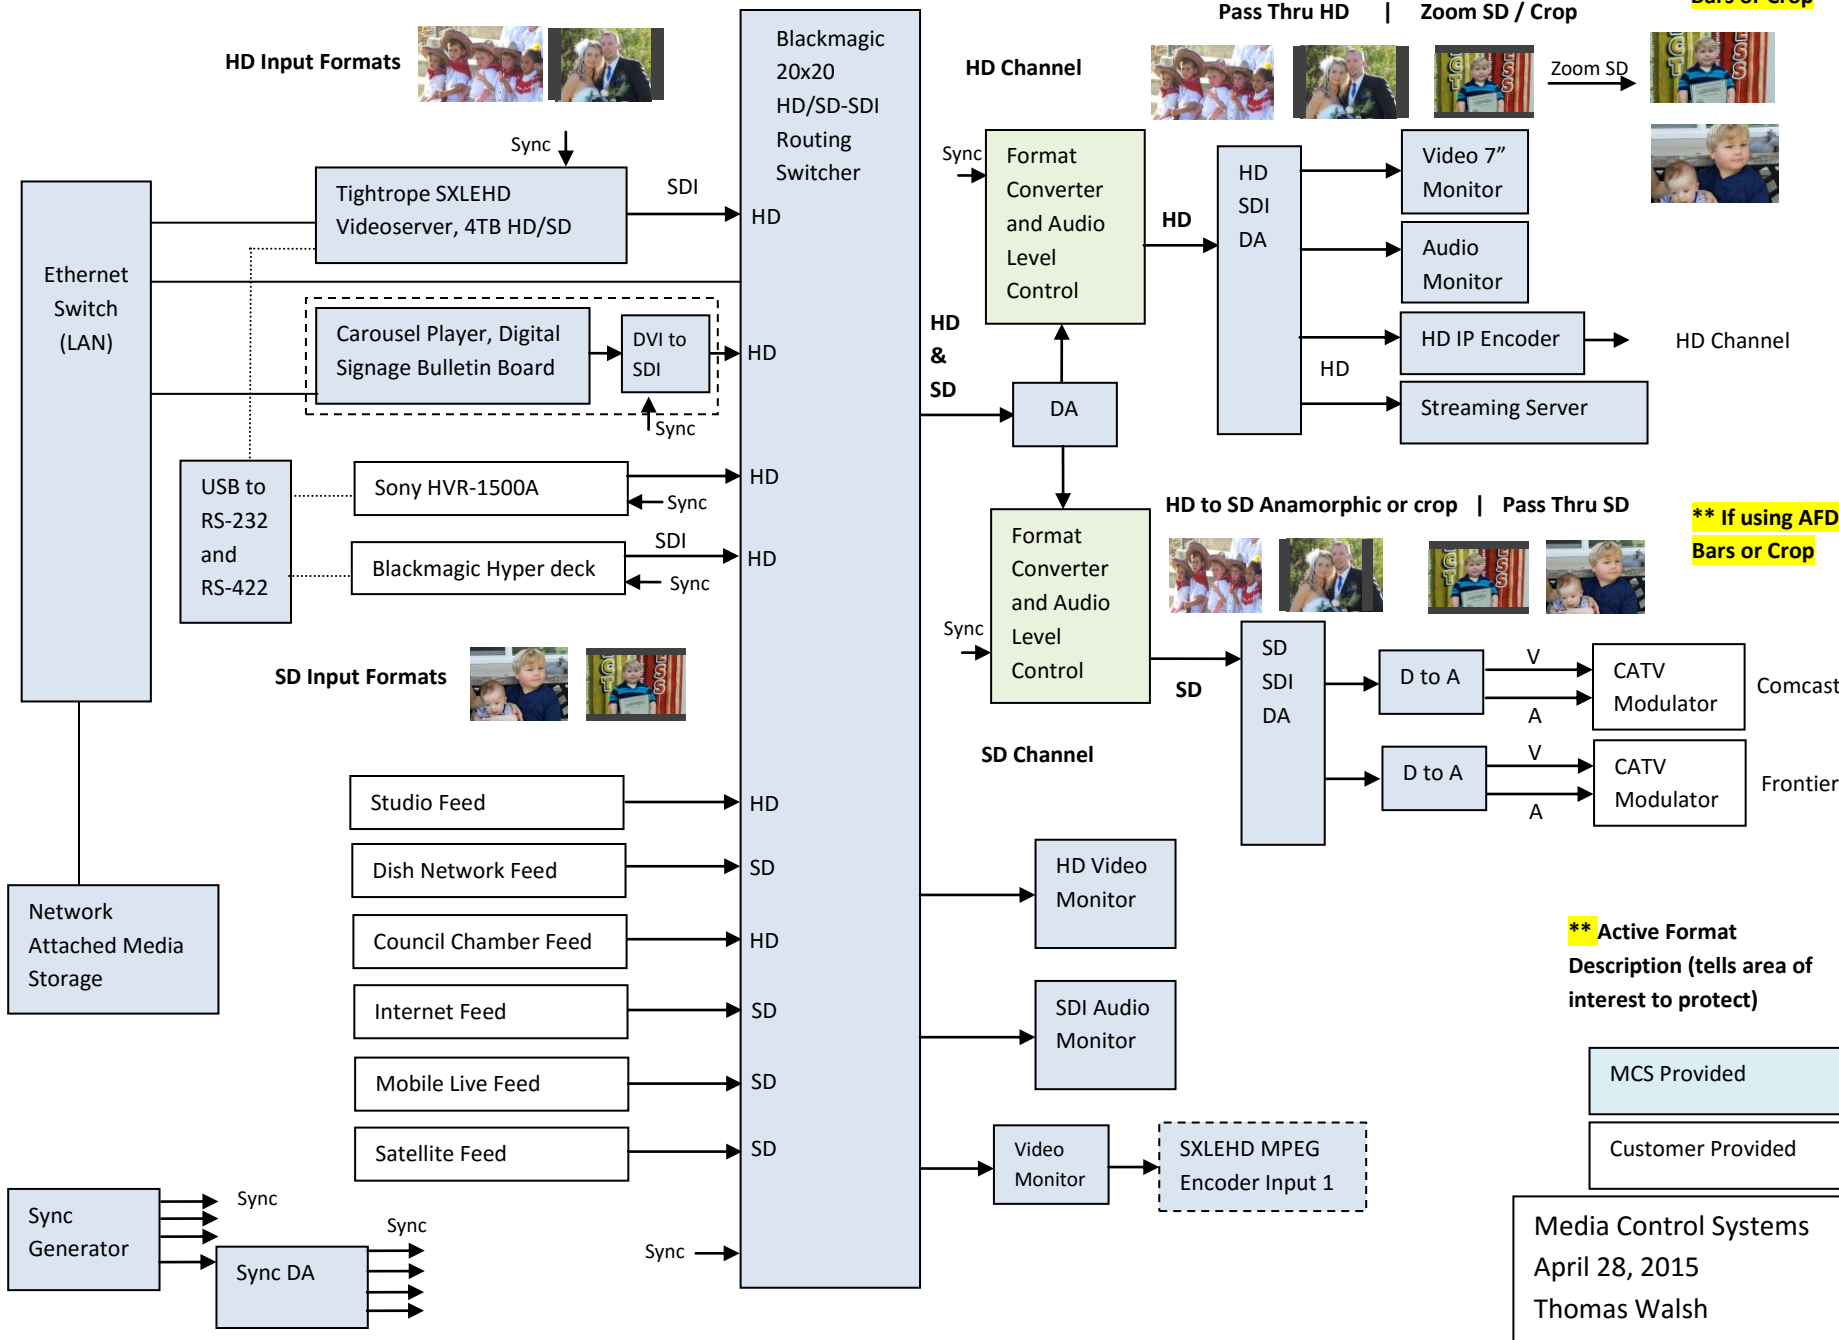 Pass Thru HD | Zoom SD / Crop
Bars or Crop
HD Input Formats
HD Channel
Zoom SD
Blackmagic
20x20
HD/SD-SDI
Routing
Switcher
Sync
Tightrope SXLEHD
Videoserver, 4TB HD/SD
SDI
HD
Ethernet
Switch
(LAN)
Carousel Player, Digital
Signage Bulletin Board
DVI to
SDI
HD
Sync
USB to
RS-232
and
RS-422
Sony HVR-1500A
HD
Sync
Blackmagic Hyper deck
SDI
HD
Sync
SD Input Formats
Studio Feed
HD
Dish Network Feed
SD
Council Chamber Feed
HD
Internet Feed
SD
Mobile Live Feed
SD
Satellite Feed
SD
Sync
Network
Attached Media
Storage
Sync
Generator
Sync
Sync DA
Sync
HD
&
SD
DA
Sync
Format
Converter
and Audio
Level
Control
HD
HD
SDI
DA
Video 7”
Monitor
Audio
Monitor
HD IP Encoder
HD Channel
HD
Streaming Server
HD to SD Anamorphic or crop | Pass Thru SD
** If using AFD
Bars or Crop
Sync
Format
Converter
and Audio
Level
Control
SD
SD
SDI
DA
D to A
V
A
CATV
Modulator
Comcast
D to A
V
A
CATV
Modulator
Frontier
SD Channel
HD Video
Monitor
SDI Audio
Monitor
Video
Monitor
SXLEHD MPEG
Encoder Input 1
** Active Format
Description (tells area of
interest to protect)
MCS Provided
Customer Provided
Media Control Systems
April 28, 2015
Thomas Walsh